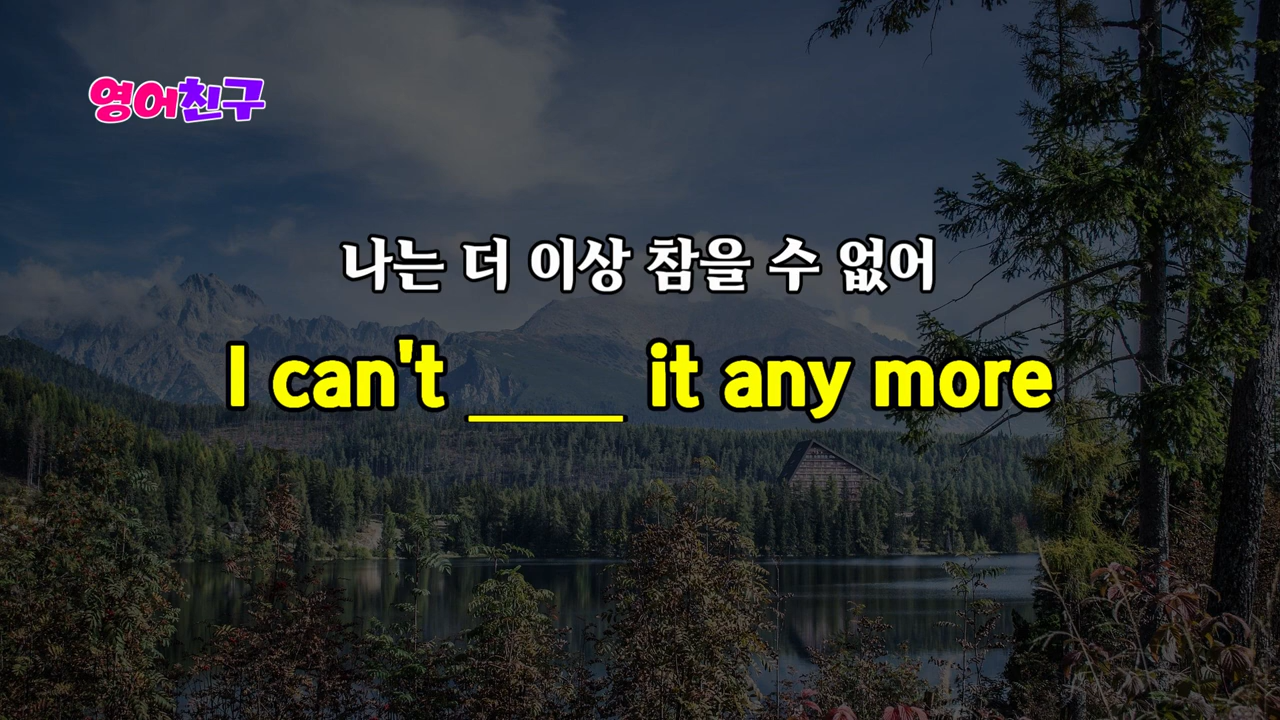 영어친구
나는 더 이상 참을 수 없어
I can't ____ it any more